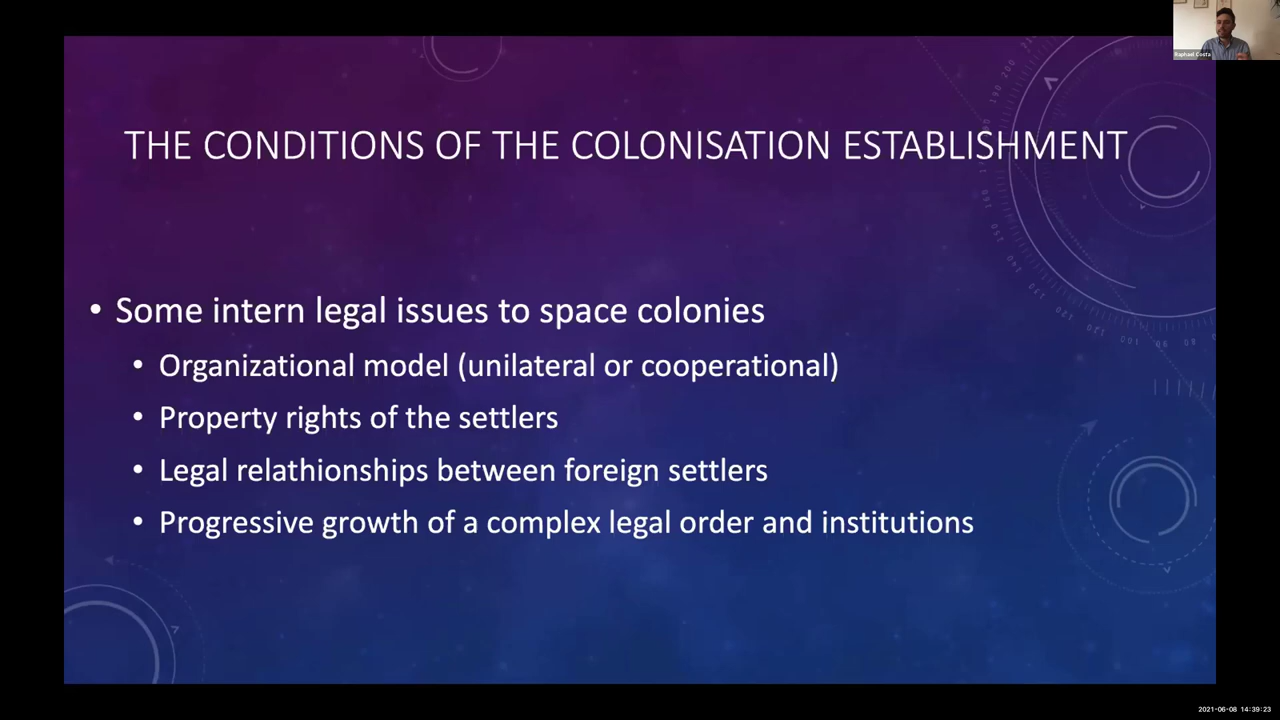 Raphael Costa
THE CONDITIONS OF THE COLONISATION ESTABLISHMENT
• Some intern legal issues to space colonies
• Organizational model (unilateral or cooperational)
• Property rights of the settlers
• Legal relathionships between foreign settlers
• Progressive growth of a complex legal order and institutions
2021-06-08 14:39:23